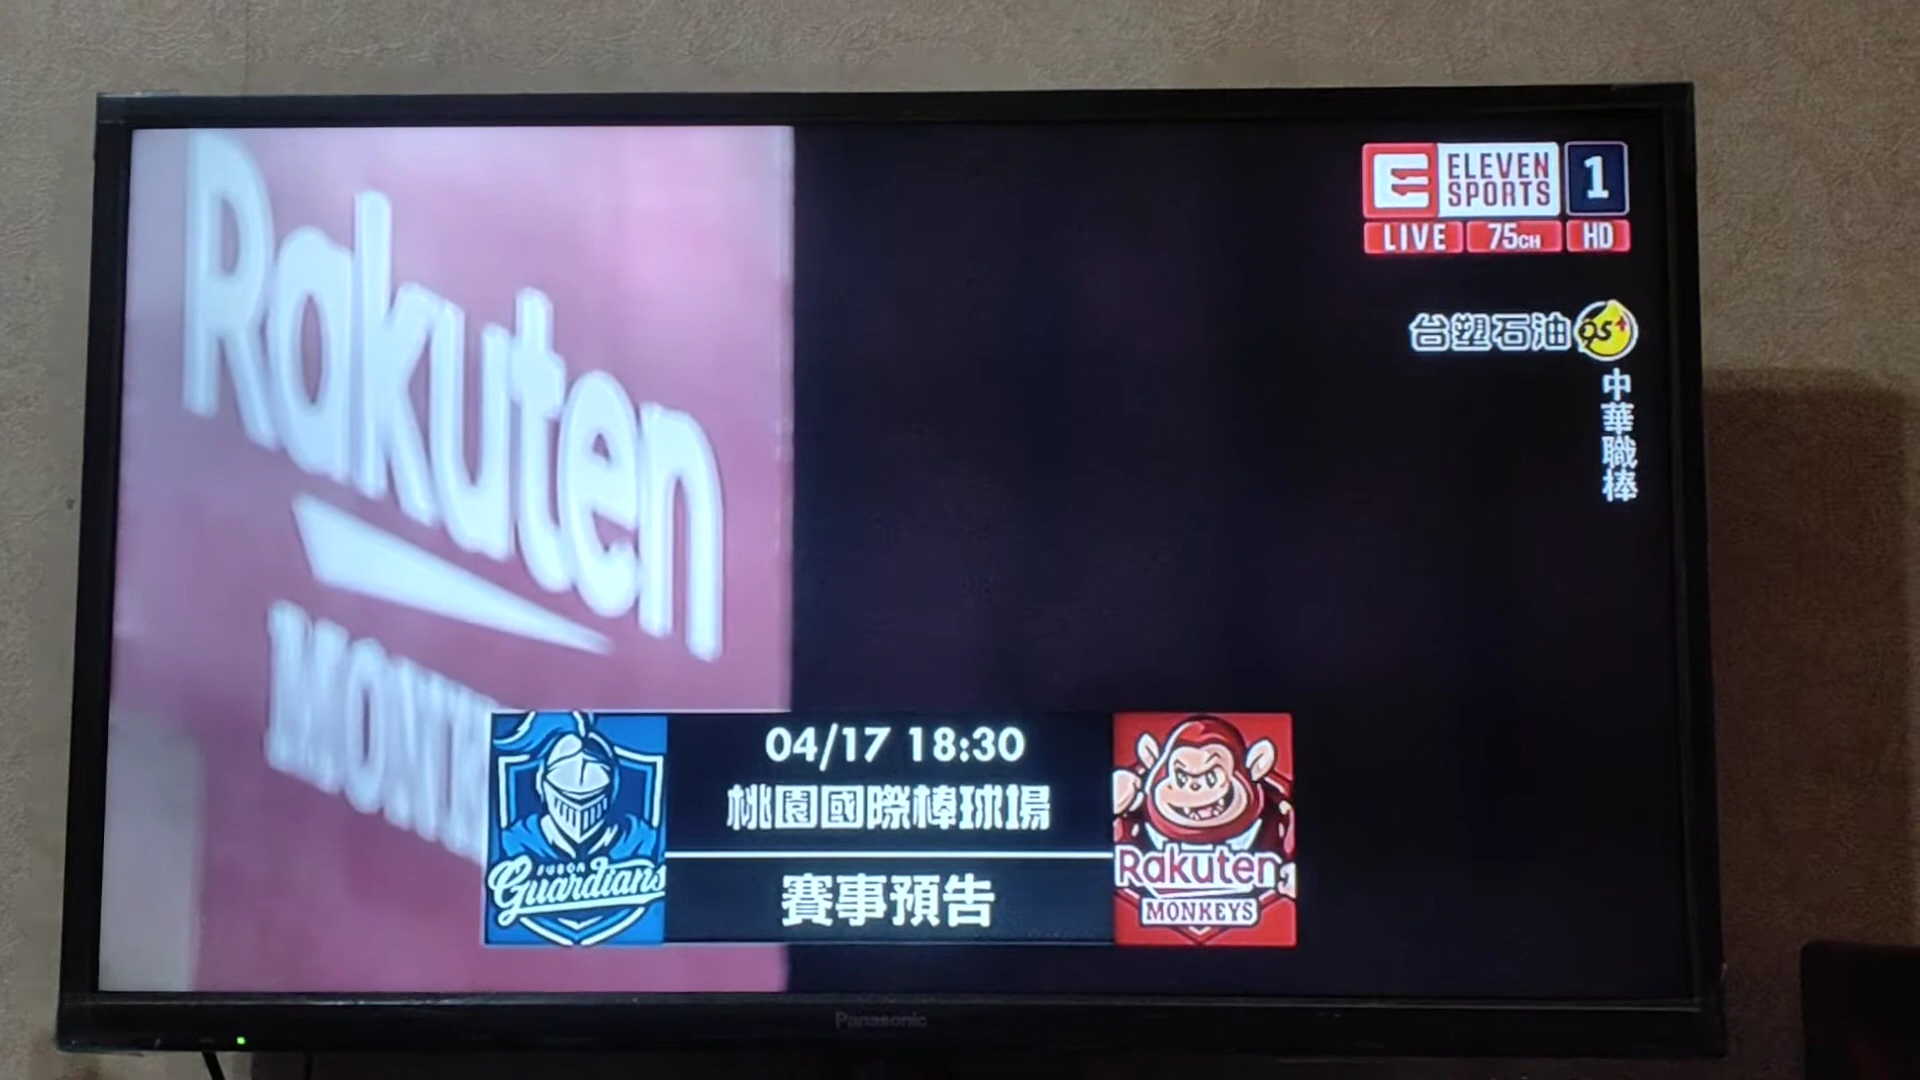 Rakuten
ELEVEN SPORTS 1
LIVE 75CH HD
台塑石油 95+
中華職棒
04/17 18:30
桃園國際棒球場
賽事預告
FUBON
Guardians
Rakuten
MONKEYS
Panasonic